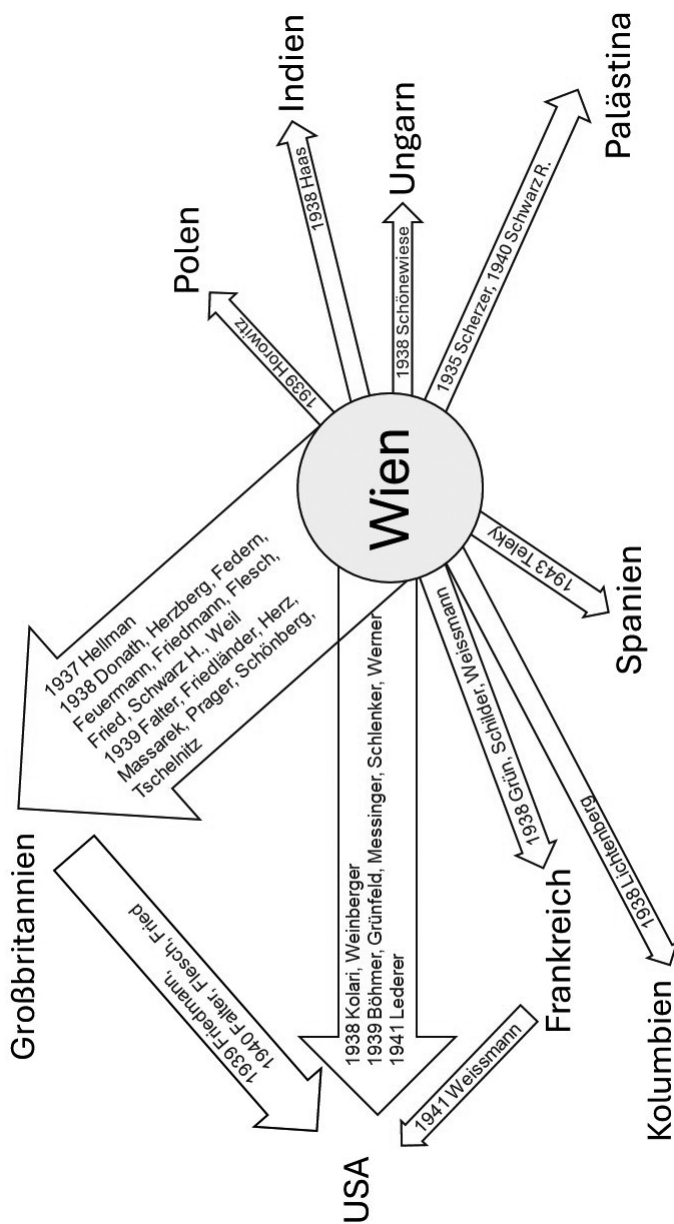 Großbritannien
1937 Hellman
1938 Donath, Herzberg, Federn,
Feuermann, Friedmann, Flesch,
Fried, Schwarz H., Weil
1939 Falter, Friedländer, Herz,
Massarek, Prager, Schönberg,
Tschelnitz
Polen
1939 Horowitz
Indien
1938 Haas
1939 Friedmann,
1940 Falter, Flesch, Fried
USA
1938 Kolari, Weinberger
1939 Böhmer, Grünfeld, Messinger, Schlenker, Werner
1941 Lederer
Wien
1938 Schönewiese
Ungarn
1941 Weissmann
Frankreich
1938 Grün, Schilder, Weissmann
Kolumbien
1938 Lichtenberg
Spanien
1943 Teleky
1935 Scherzer, 1940 Schwarz R.
Palästina